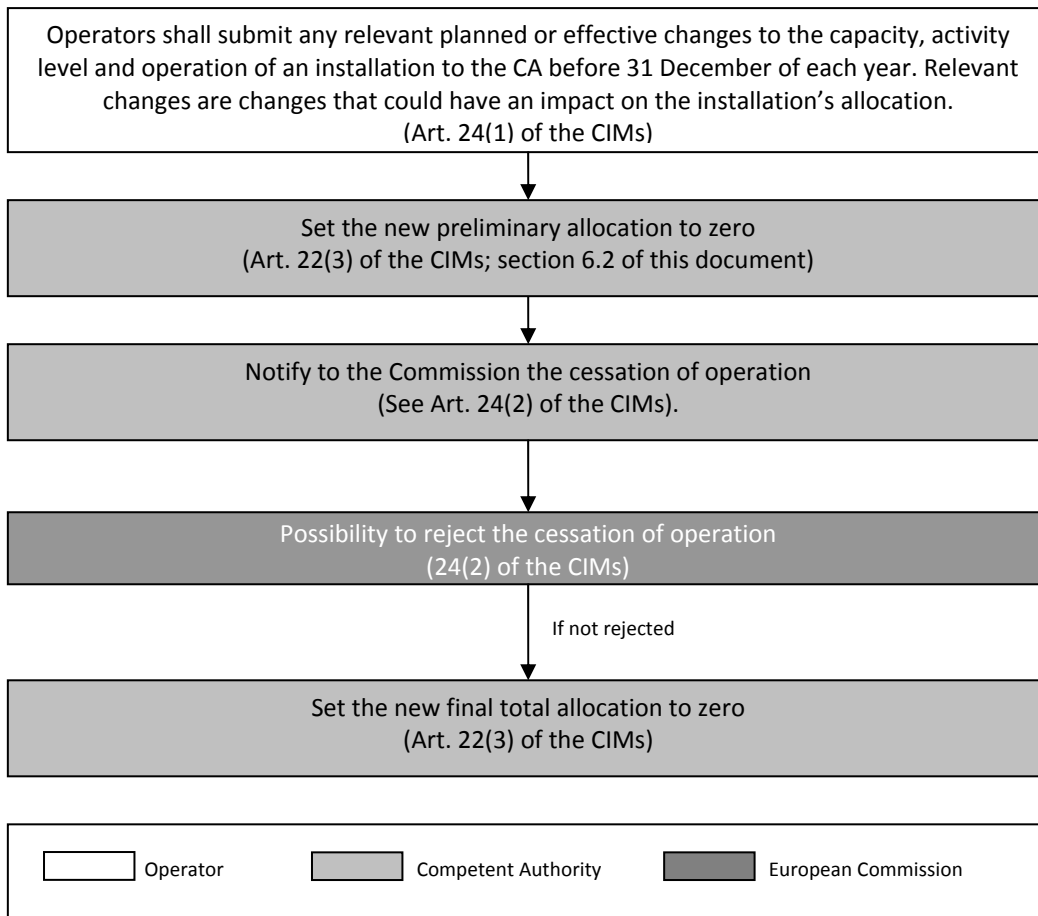 Operators shall submit any relevant planned or effective changes to the capacity, activity
level and operation of an installation to the CA before 31 December of each year. Relevant
changes are changes that could have an impact on the installation’s allocation.
(Art. 24(1) of the CIMs)
Set the new preliminary allocation to zero
(Art. 22(3) of the CIMs; section 6.2 of this document)
Notify to the Commission the cessation of operation
(See Art. 24(2) of the CIMs).
Possibility to reject the cessation of operation
(24(2) of the CIMs)
If not rejected
Set the new final total allocation to zero
(Art. 22(3) of the CIMs)
Operator
Competent Authority
European Commission